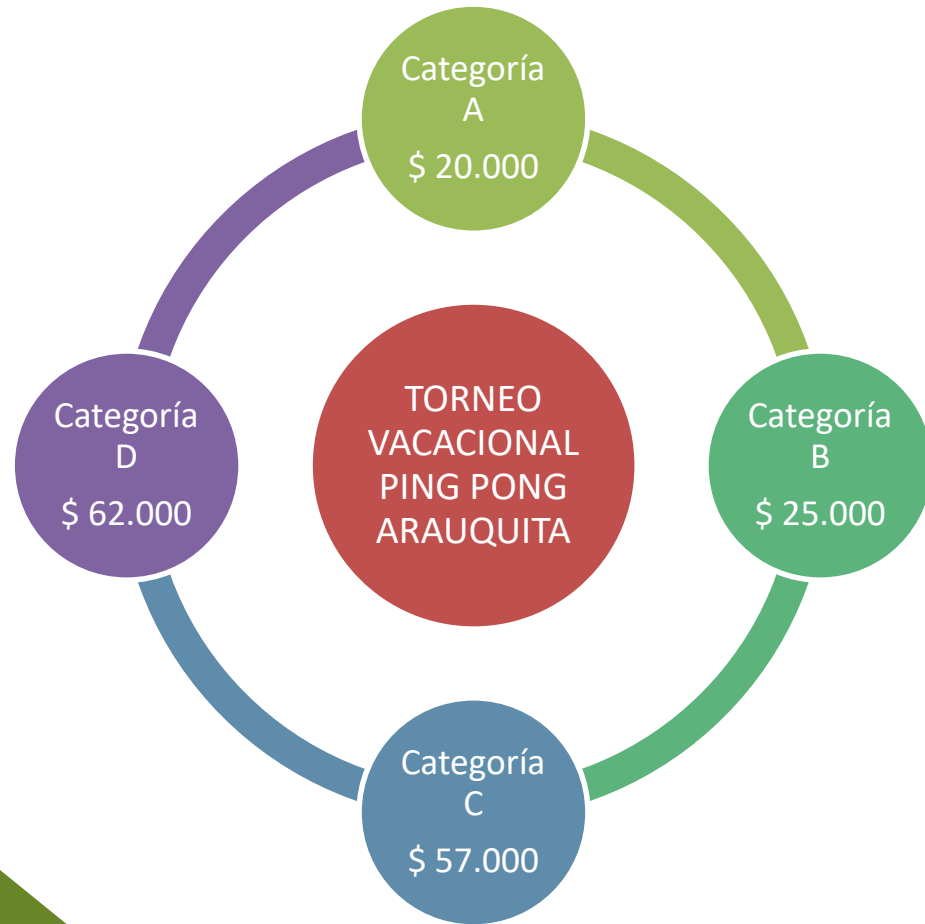 Categoría
A
$ 20.000
TORNEO
VACACIONAL
PING PONG
ARAUQUITA
Categoría
B
$ 25.000
Categoría
C
$ 57.000
Categoría
D
$ 62.000